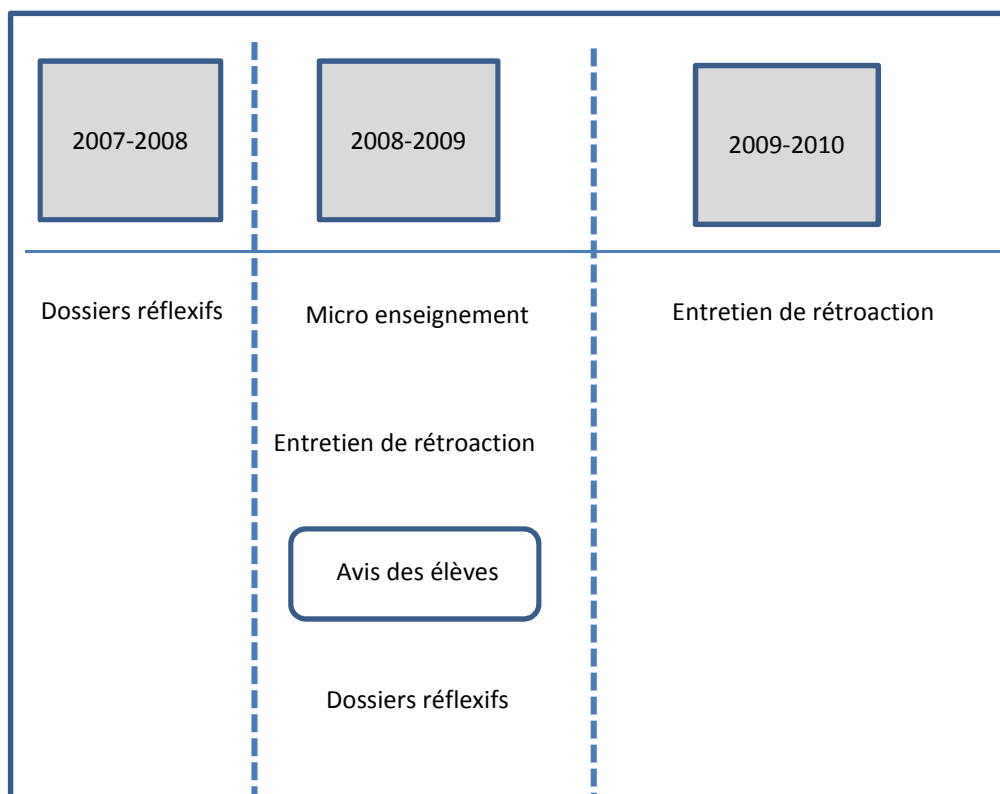 2007-2008
2008-2009
2009-2010
Dossiers réflexifs
Micro enseignement
Entretien de rétroaction
Entretien de rétroaction
Avis des élèves
Dossiers réflexifs